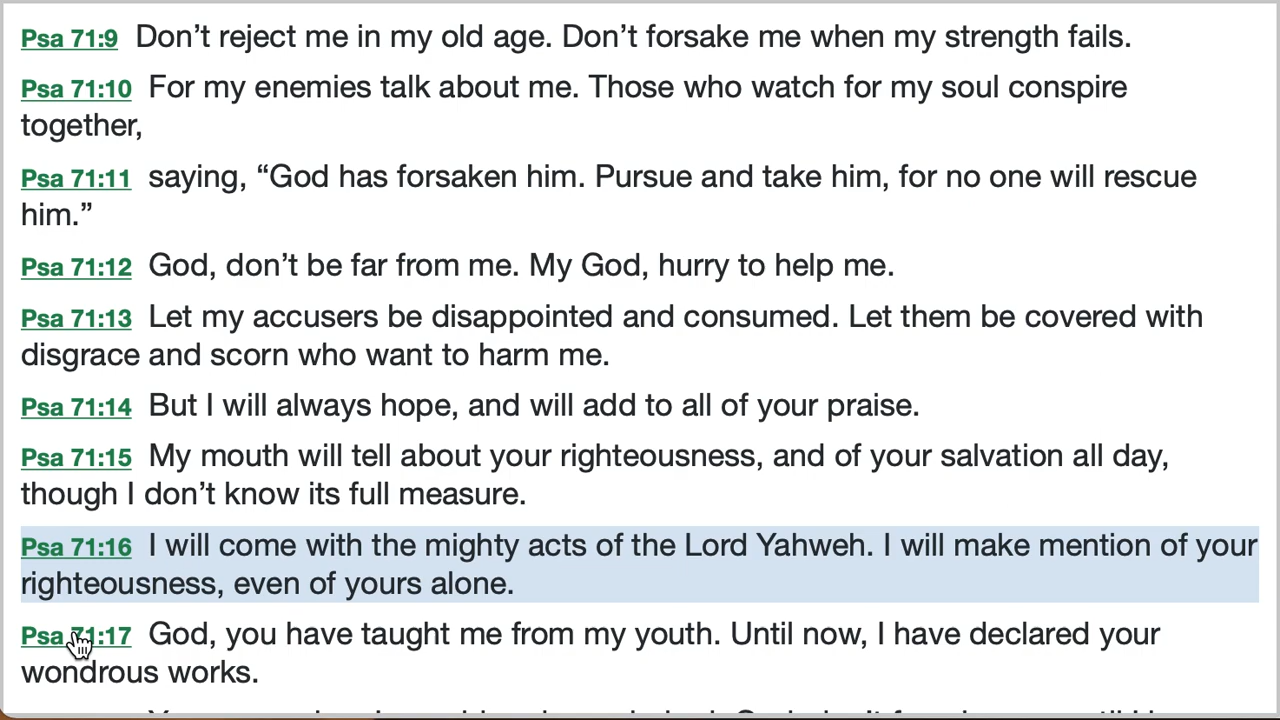 Psa 71:9 Don’t reject me in my old age. Don’t forsake me when my strength fails.
Psa 71:10 For my enemies talk about me. Those who watch for my soul conspire
together,
Psa 71:11 saying, “God has forsaken him. Pursue and take him, for no one will rescue
him.”
Psa 71:12 God, don’t be far from me. My God, hurry to help me.
Psa 71:13 Let my accusers be disappointed and consumed. Let them be covered with
disgrace and scorn who want to harm me.
Psa 71:14 But I will always hope, and will add to all of your praise.
Psa 71:15 My mouth will tell about your righteousness, and of your salvation all day,
though I don’t know its full measure.
Psa 71:16 I will come with the mighty acts of the Lord Yahweh. I will make mention of your
righteousness, even of yours alone.
Psa 71:17 God, you have taught me from my youth. Until now, I have declared your
wondrous works.